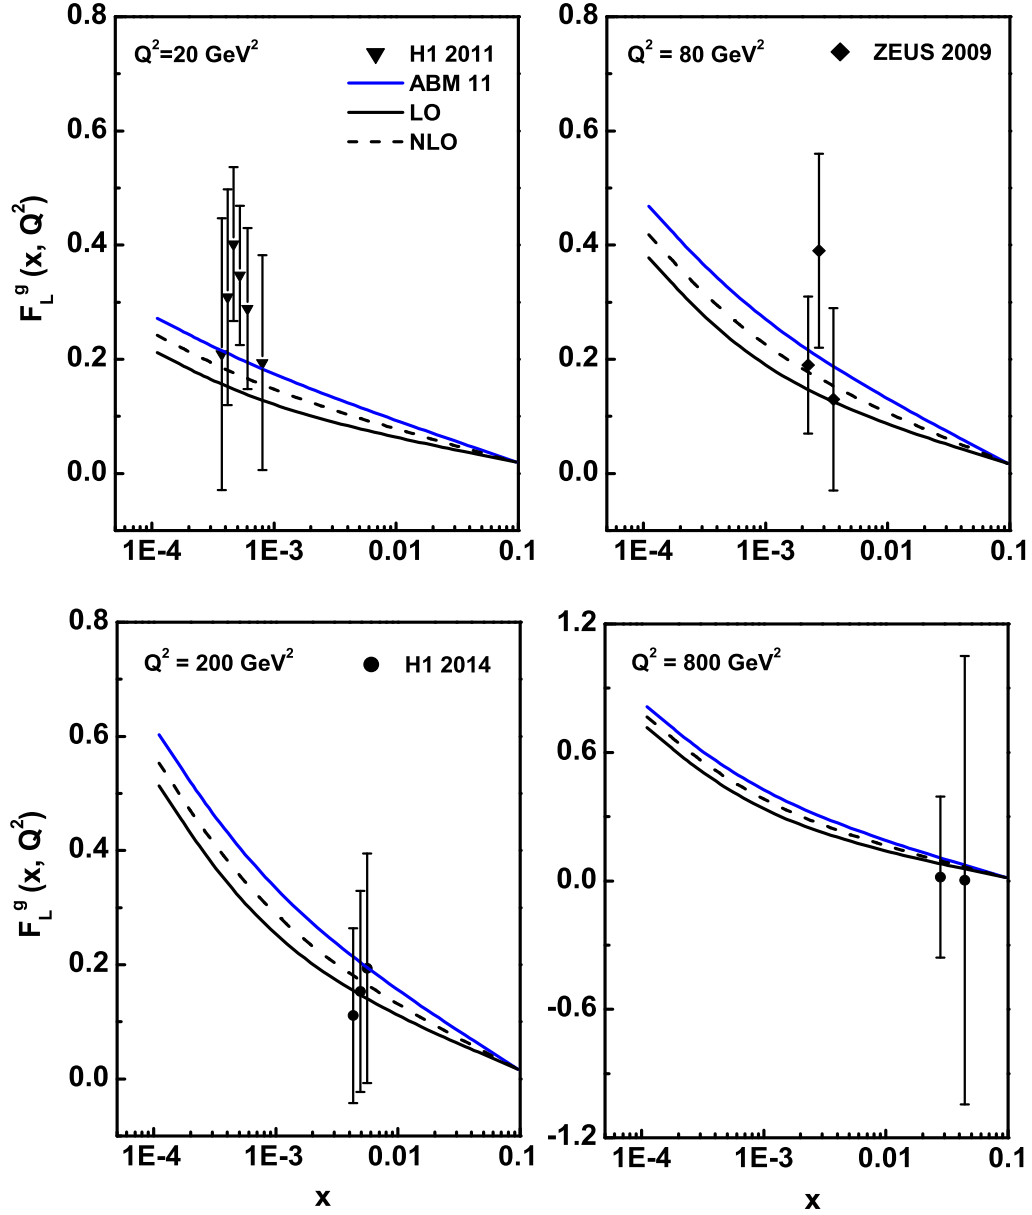 Q²=20 GeV²
H1 2011
ABM 11
LO
NLO
0.8
0.6
0.4
0.2
0.0
F_L^g (x, Q²)
1E-4 1E-3 0.01 0.1
Q² = 80 GeV²
ZEUS 2009
0.8
0.6
0.4
0.2
0.0
1E-4 1E-3 0.01 0.1
Q² = 200 GeV²
H1 2014
0.8
0.6
0.4
0.2
0.0
F_L^g (x, Q²)
1E-4 1E-3 0.01 0.1
x
Q² = 800 GeV²
1.2
0.6
0.0
-0.6
-1.2
1E-4 1E-3 0.01 0.1
x